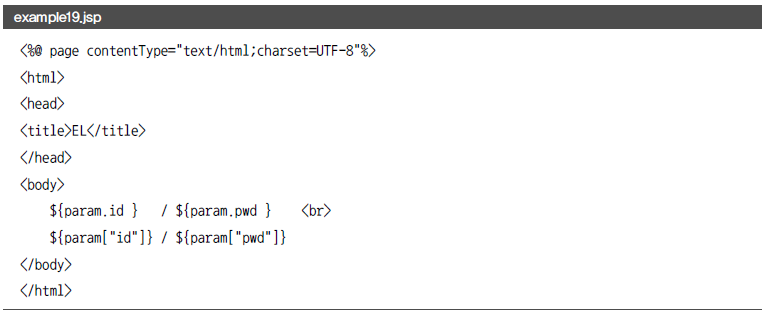 example19.jsp
<%@ page contentType="text/html;charset=UTF-8"%>
<html>
<head>
<title>EL</title>
</head>
<body>
    ${param.id }   / ${param.pwd }    <br>
    ${param["id"]} / ${param["pwd"]}
</body>
</html>